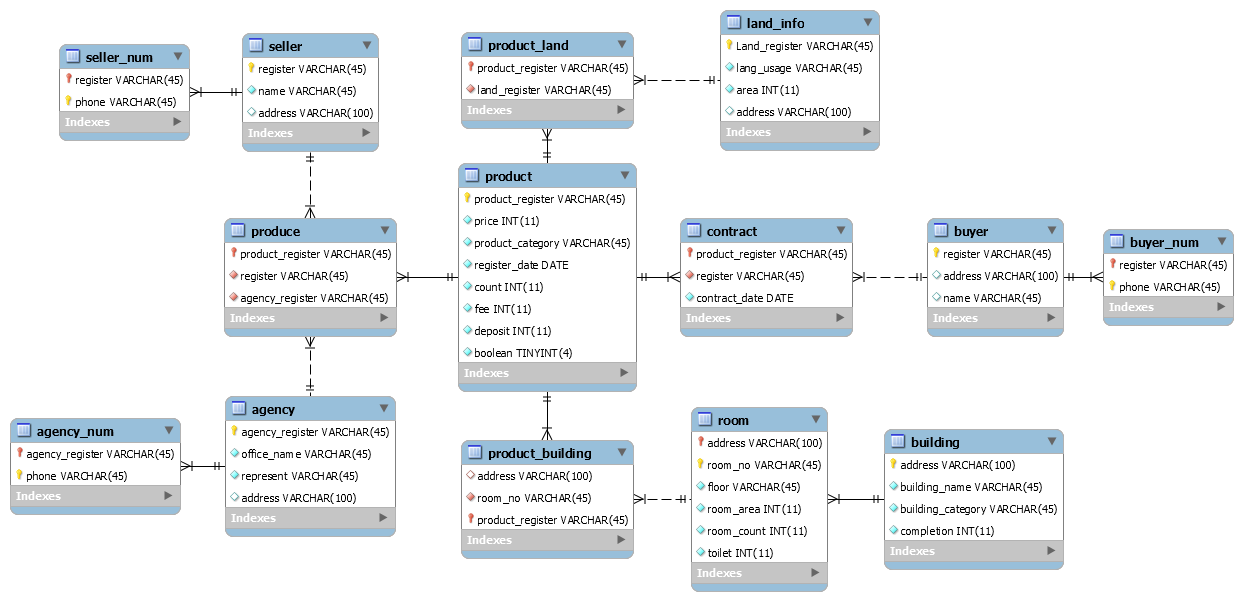 seller_num
register VARCHAR(45)
phone VARCHAR(45)
Indexes
seller
register VARCHAR(45)
name VARCHAR(45)
address VARCHAR(100)
Indexes
product_land
product_register VARCHAR(45)
land_register VARCHAR(45)
Indexes
land_info
Land_register VARCHAR(45)
lang_usage VARCHAR(45)
area INT(11)
address VARCHAR(100)
Indexes
produce
product_register VARCHAR(45)
register VARCHAR(45)
agency_register VARCHAR(45)
Indexes
product
product_register VARCHAR(45)
price INT(11)
product_category VARCHAR(45)
register_date DATE
count INT(11)
fee INT(11)
deposit INT(11)
boolean TINYINT(4)
Indexes
contract
product_register VARCHAR(45)
register VARCHAR(45)
contract_date DATE
Indexes
buyer
register VARCHAR(45)
address VARCHAR(100)
name VARCHAR(45)
Indexes
buyer_num
register VARCHAR(45)
phone VARCHAR(45)
Indexes
agency_num
agency_register VARCHAR(45)
phone VARCHAR(45)
Indexes
agency
agency_register VARCHAR(45)
office_name VARCHAR(45)
represent VARCHAR(45)
address VARCHAR(100)
Indexes
product_building
address VARCHAR(100)
room_no VARCHAR(45)
product_register VARCHAR(45)
Indexes
room
address VARCHAR(100)
room_no VARCHAR(45)
floor VARCHAR(45)
room_area INT(11)
room_count INT(11)
toilet INT(11)
Indexes
building
address VARCHAR(100)
building_name VARCHAR(45)
building_category VARCHAR(45)
completion INT(11)
Indexes